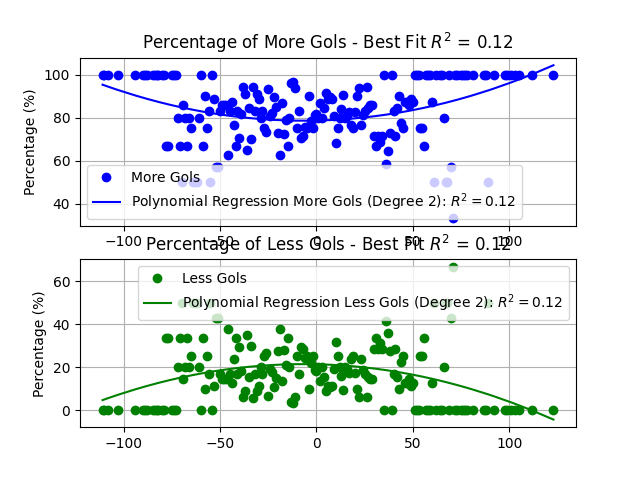 Percentage of More Gols - Best Fit R² = 0.12
100
80
60
40
Percentage (%)
More Gols
Polynomial Regression More Gols (Degree 2): R² = 0.12
−100 −50 0 50 100
Percentage of Less Gols - Best Fit R² = 0.12
60
40
20
0
Percentage (%)
Less Gols
Polynomial Regression Less Gols (Degree 2): R² = 0.12
−100 −50 0 50 100